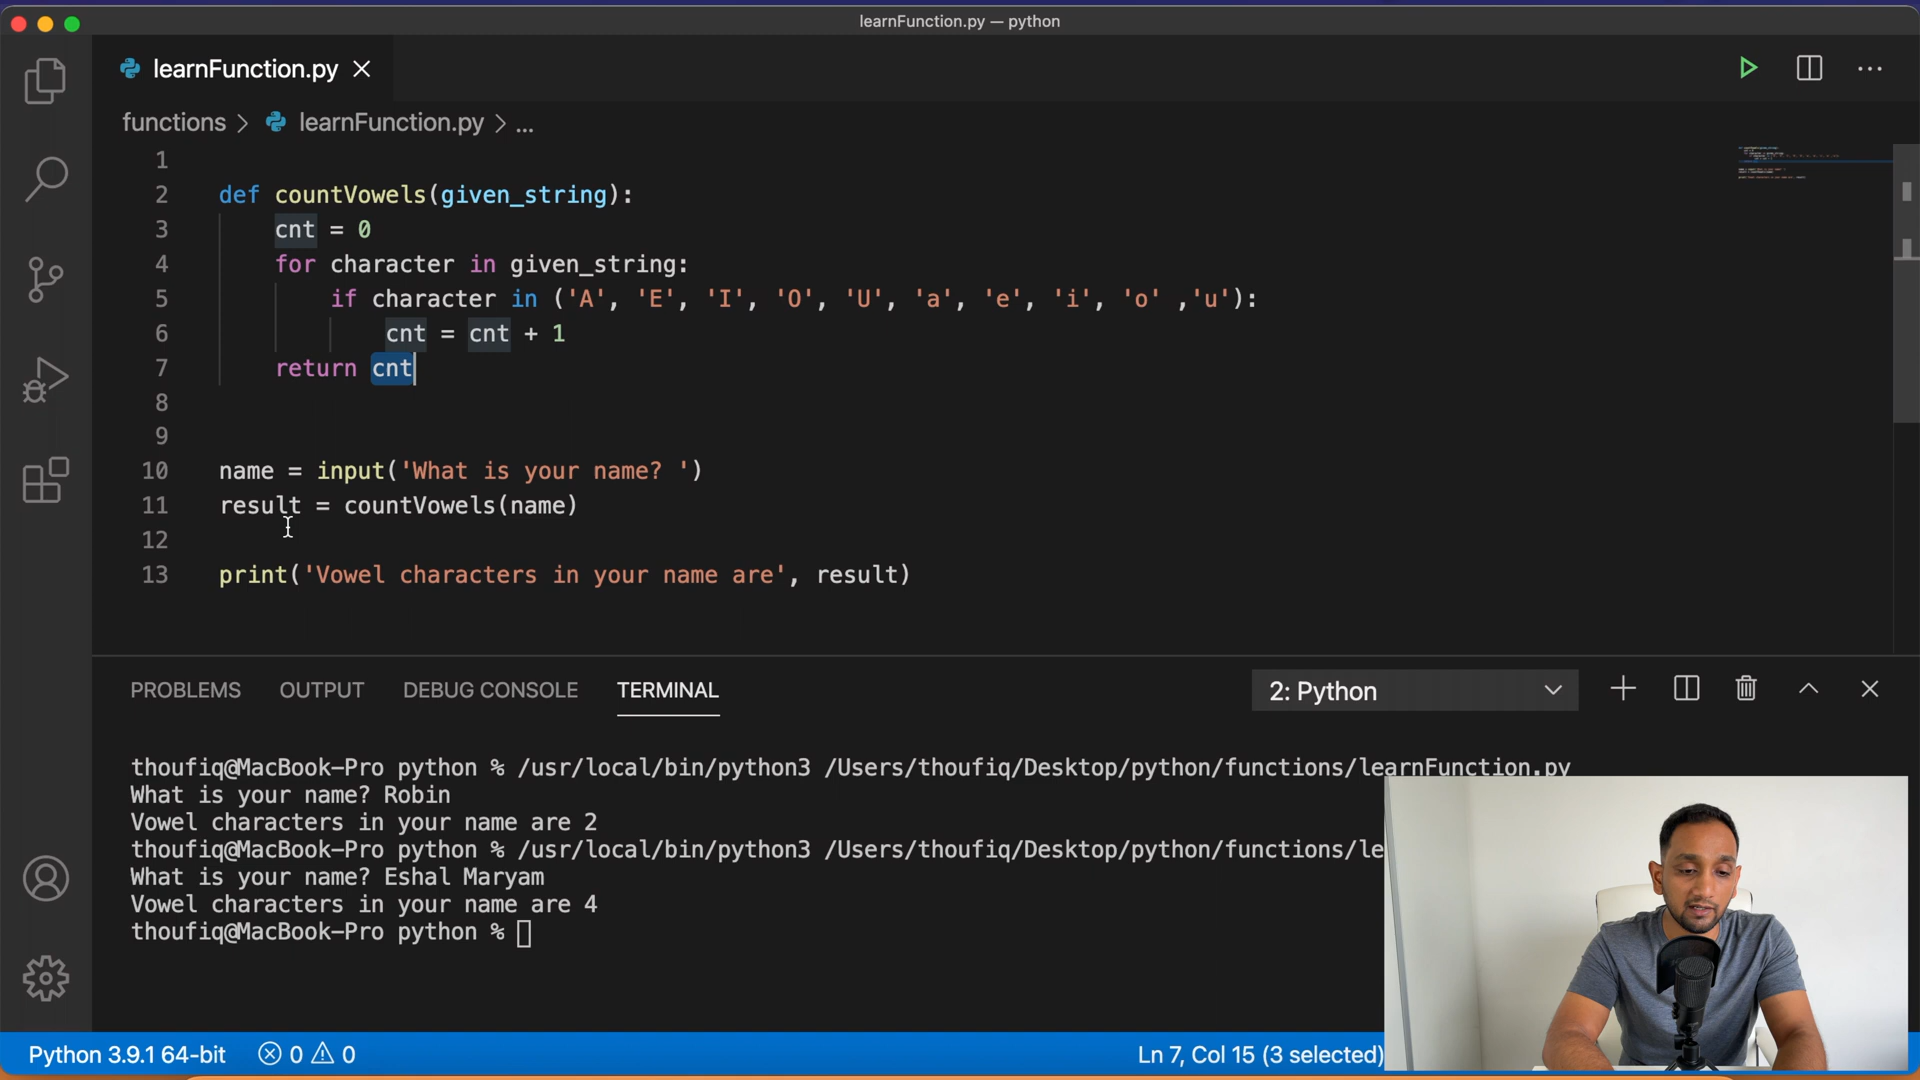 learnFunction.py — python
learnFunction.py
functions > learnFunction.py > ...
1
2 def countVowels(given_string):
3 cnt = 0
4 for character in given_string:
5 if character in ('A', 'E', 'I', 'O', 'U', 'a', 'e', 'i', 'o' ,'u'):
6 cnt = cnt + 1
7 return cnt
8
9
10 name = input('What is your name? ')
11 result = countVowels(name)
12
13 print('Vowel characters in your name are', result)
PROBLEMS OUTPUT DEBUG CONSOLE TERMINAL 2: Python
thoufiq@MacBook-Pro python % /usr/local/bin/python3 /Users/thoufiq/Desktop/python/functions/learnFunction.py
What is your name? Robin
Vowel characters in your name are 2
thoufiq@MacBook-Pro python % /usr/local/bin/python3 /Users/thoufiq/Desktop/python/functions/le
What is your name? Eshal Maryam
Vowel characters in your name are 4
thoufiq@MacBook-Pro python %
Python 3.9.1 64-bit 0 0 Ln 7, Col 15 (3 selected)